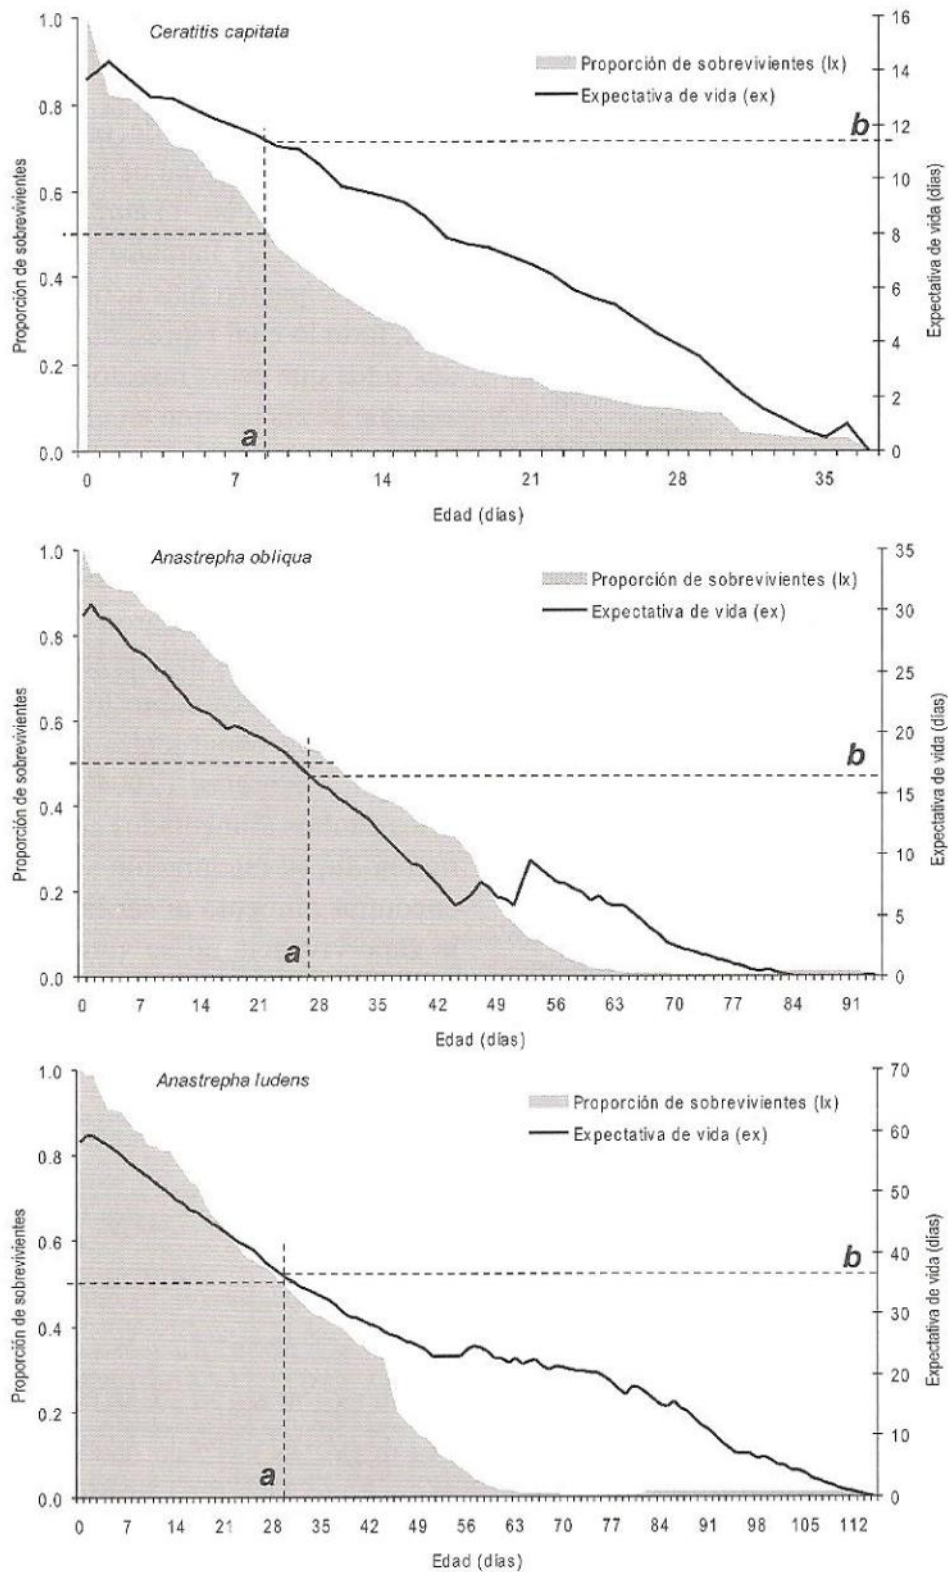 Ceratitis capitata
Proporción de sobrevivientes (lx)
Expectativa de vida (ex)
Proporción de sobrevivientes
1.0
0.8
0.6
0.4
0.2
0.0
16
14
12
10
8
6
4
2
0
Expectativa de vida (días)
b
a
0 7 14 21 28 35
Edad (días)
Anastrepha obliqua
Proporción de sobrevivientes (lx)
Expectativa de vida (ex)
Proporción de sobrevivientes
1.0
0.8
0.6
0.4
0.2
0.0
35
30
25
20
15
10
5
0
Expectativa de vida (días)
b
a
0 7 14 21 28 35 42 49 56 63 70 77 84 91
Edad (días)
Anastrepha ludens
Proporción de sobrevivientes (lx)
Expectativa de vida (ex)
Proporción de sobrevivientes
1.0
0.8
0.6
0.4
0.2
0.0
70
60
50
40
30
20
10
0
Expectativa de vida (días)
b
a
0 7 14 21 28 35 42 49 56 63 70 77 84 91 98 105 112
Edad (días)